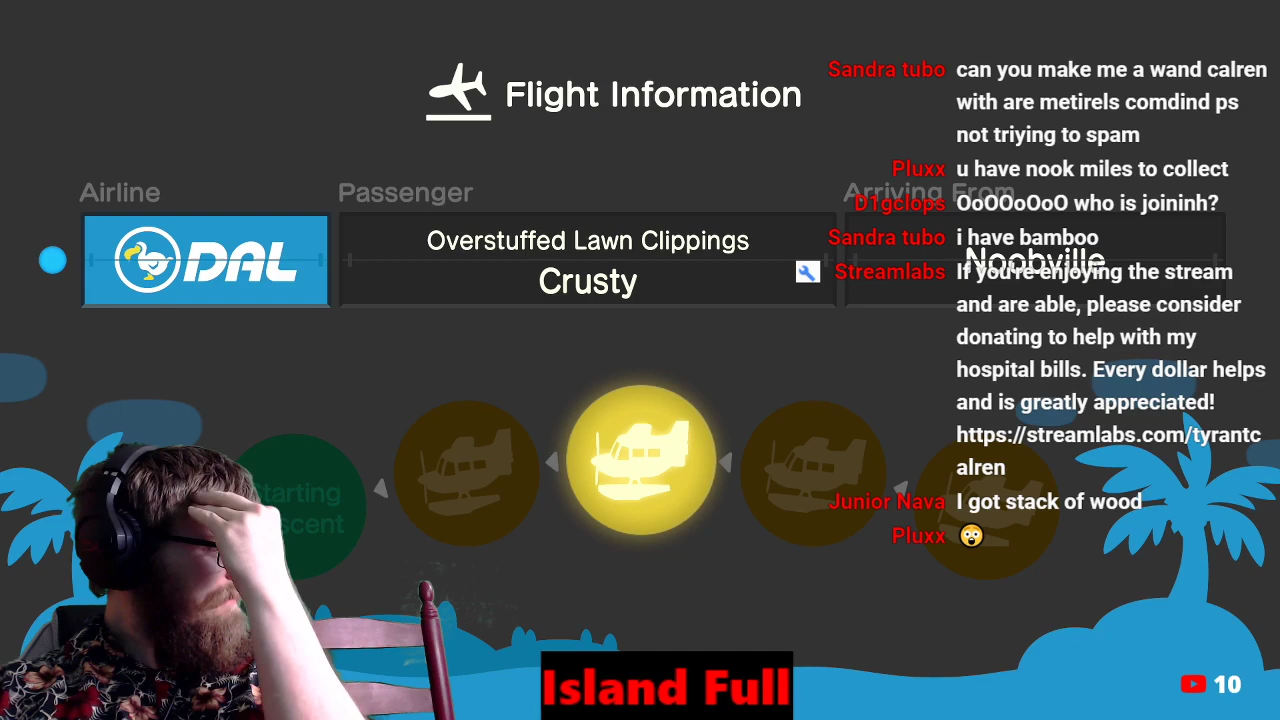 Flight Information
Airline
Passenger
Arriving From
DAL
Overstuffed Lawn Clippings
Crusty
Noobville
Starting
scent
Sandra tubo can you make me a wand calren
with are metirels comdind ps
not triying to spam
Pluxx u have nook miles to collect
D1gclops OoOOoOoO who is joininh?
Sandra tubo i have bamboo
Streamlabs If you're enjoying the stream
and are able, please consider
donating to help with my
hospital bills. Every dollar helps
and is greatly appreciated!
https://streamlabs.com/tyrantc
alren
Junior Nava I got stack of wood
Pluxx 😲
Island Full
10